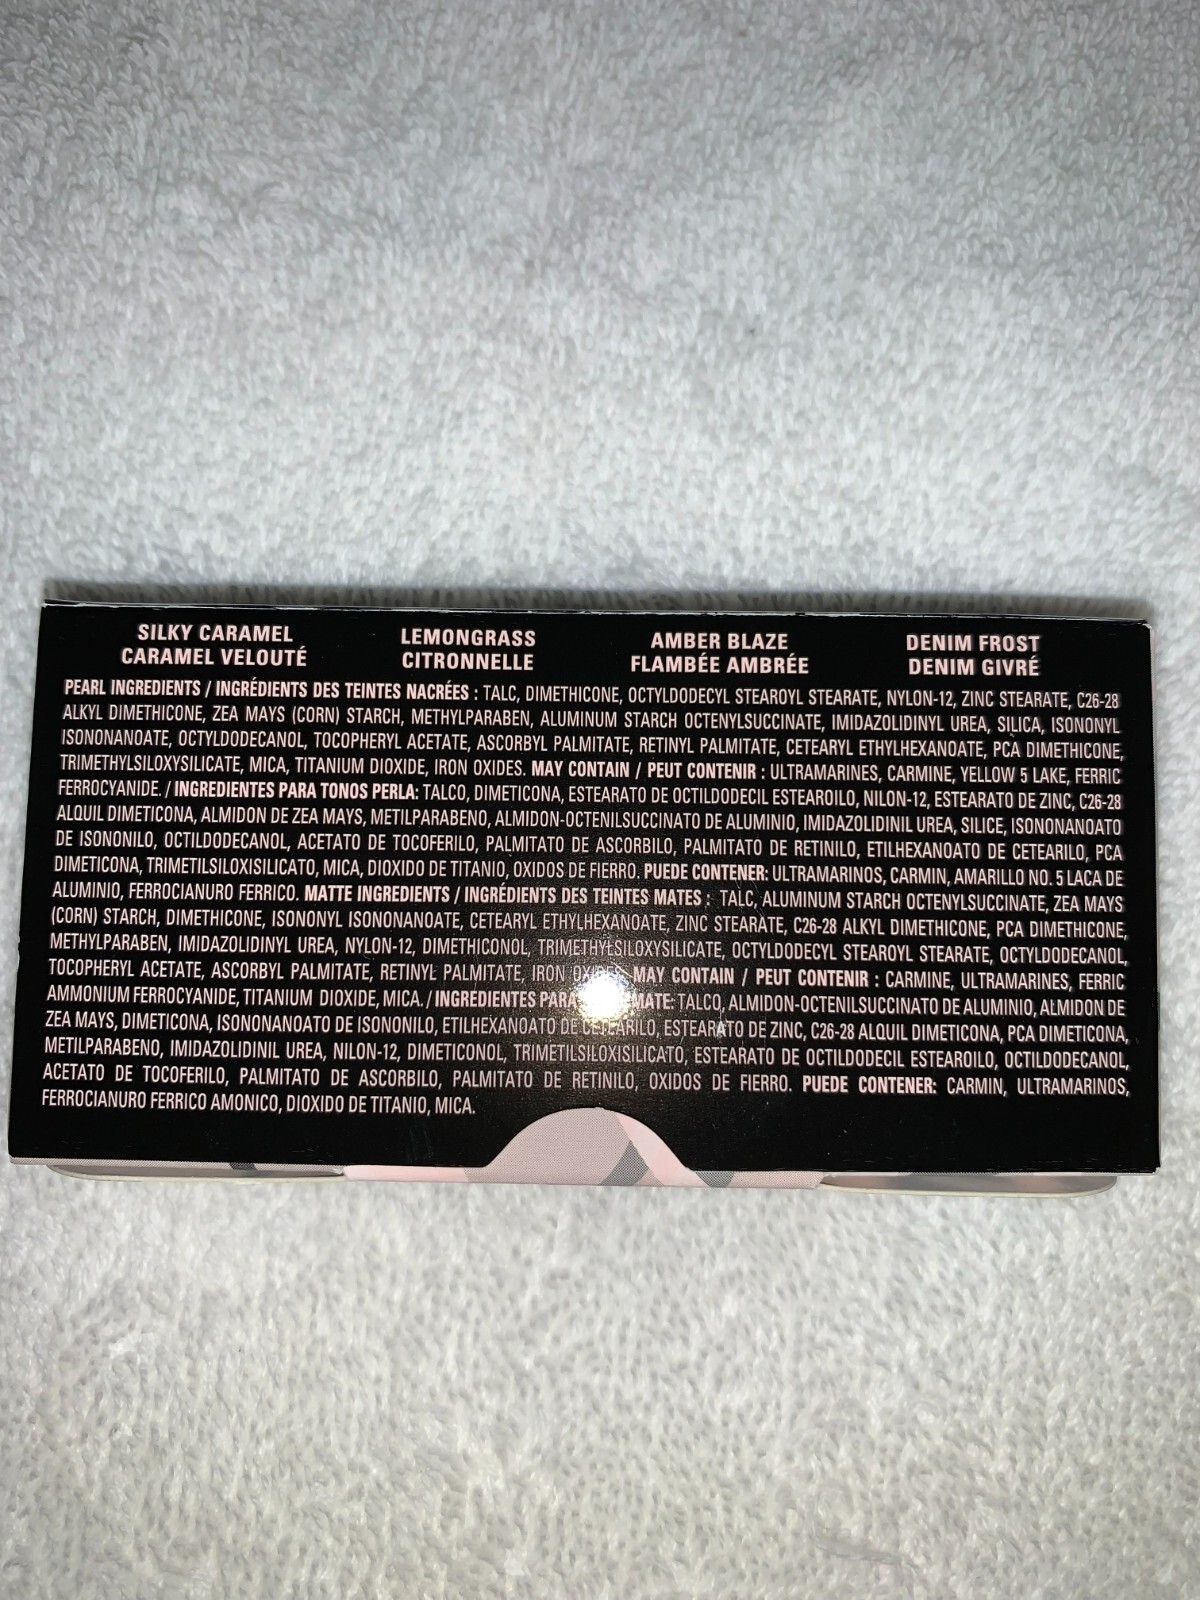 SILKY CARAMEL LEMONGRASS AMBER BLAZE DENIM FROST
CARAMEL VELOUTÉ CITRONNELLE FLAMBÉE AMBRÉE DENIM GIVRÉ
PEARL INGREDIENTS / INGRÉDIENTS DES TEINTES NACRÉES : TALC, DIMETHICONE, OCTYLDODECYL STEAROYL STEARATE, NYLON-12, ZINC STEARATE, C26-28
ALKYL DIMETHICONE, ZEA MAYS (CORN) STARCH, METHYLPARABEN, ALUMINUM STARCH OCTENYLSUCCINATE, IMIDAZOLIDINYL UREA, SILICA, ISONONYL
ISONONANOATE, OCTYLDODECANOL, TOCOPHERYL ACETATE, ASCORBYL PALMITATE, RETINYL PALMITATE, CETEARYL ETHYLHEXANOATE, PCA DIMETHICONE,
TRIMETHYLSILOXYSILICATE, MICA, TITANIUM DIOXIDE, IRON OXIDES. MAY CONTAIN / PEUT CONTENIR : ULTRAMARINES, CARMINE, YELLOW 5 LAKE, FERRIC
FERROCYANIDE. / INGREDIENTES PARA TONOS PERLA: TALCO, DIMETICONA, ESTEARATO DE OCTILDODECIL ESTEAROILO, NILON-12, ESTEARATO DE ZINC, C26-28
ALQUIL DIMETICONA, ALMIDON DE ZEA MAYS, METILPARABENO, ALMIDON-OCTENILSUCCINATO DE ALUMINIO, IMIDAZOLIDINIL UREA, SILICE, ISONONANOATO
DE ISONONILO, OCTILDODECANOL, ACETATO DE TOCOFERILO, PALMITATO DE ASCORBILO, PALMITATO DE RETINILO, ETILHEXANOATO DE CETEARILO, PCA
DIMETICONA, TRIMETILSILOXISILICATO, MICA, DIOXIDO DE TITANIO, OXIDOS DE FIERRO. PUEDE CONTENER: ULTRAMARINOS, CARMIN, AMARILLO NO. 5 LACA DE
ALUMINIO, FERROCIANURO FERRICO. MATTE INGREDIENTS / INGRÉDIENTS DES TEINTES MATES : TALC, ALUMINUM STARCH OCTENYLSUCCINATE, ZEA MAYS
(CORN) STARCH, DIMETHICONE, ISONONYL ISONONANOATE, CETEARYL ETHYLHEXANOATE, ZINC STEARATE, C26-28 ALKYL DIMETHICONE, PCA DIMETHICONE,
METHYLPARABEN, IMIDAZOLIDINYL UREA, NYLON-12, DIMETHICONOL, TRIMETHYLSILOXYSILICATE, OCTYLDODECYL STEAROYL STEARATE, OCTYLDODECANOL,
TOCOPHERYL ACETATE, ASCORBYL PALMITATE, RETINYL PALMITATE, IRON OXIDES. MAY CONTAIN / PEUT CONTENIR : CARMINE, ULTRAMARINES, FERRIC
AMMONIUM FERROCYANIDE, TITANIUM DIOXIDE, MICA. / INGREDIENTES PARA MATE: TALCO, ALMIDON-OCTENILSUCCINATO DE ALUMINIO, ALMIDON DE
ZEA MAYS, DIMETICONA, ISONONANOATO DE ISONONILO, ETILHEXANOATO DE CETEARILO, ESTEARATO DE ZINC, C26-28 ALQUIL DIMETICONA, PCA DIMETICONA,
METILPARABENO, IMIDAZOLIDINIL UREA, NILON-12, DIMETICONOL, TRIMETILSILOXISILICATO, ESTEARATO DE OCTILDODECIL ESTEAROILO, OCTILDODECANOL,
ACETATO DE TOCOFERILO, PALMITATO DE ASCORBILO, PALMITATO DE RETINILO, OXIDOS DE FIERRO. PUEDE CONTENER: CARMIN, ULTRAMARINOS,
FERROCIANURO FERRICO AMONICO, DIOXIDO DE TITANIO, MICA.